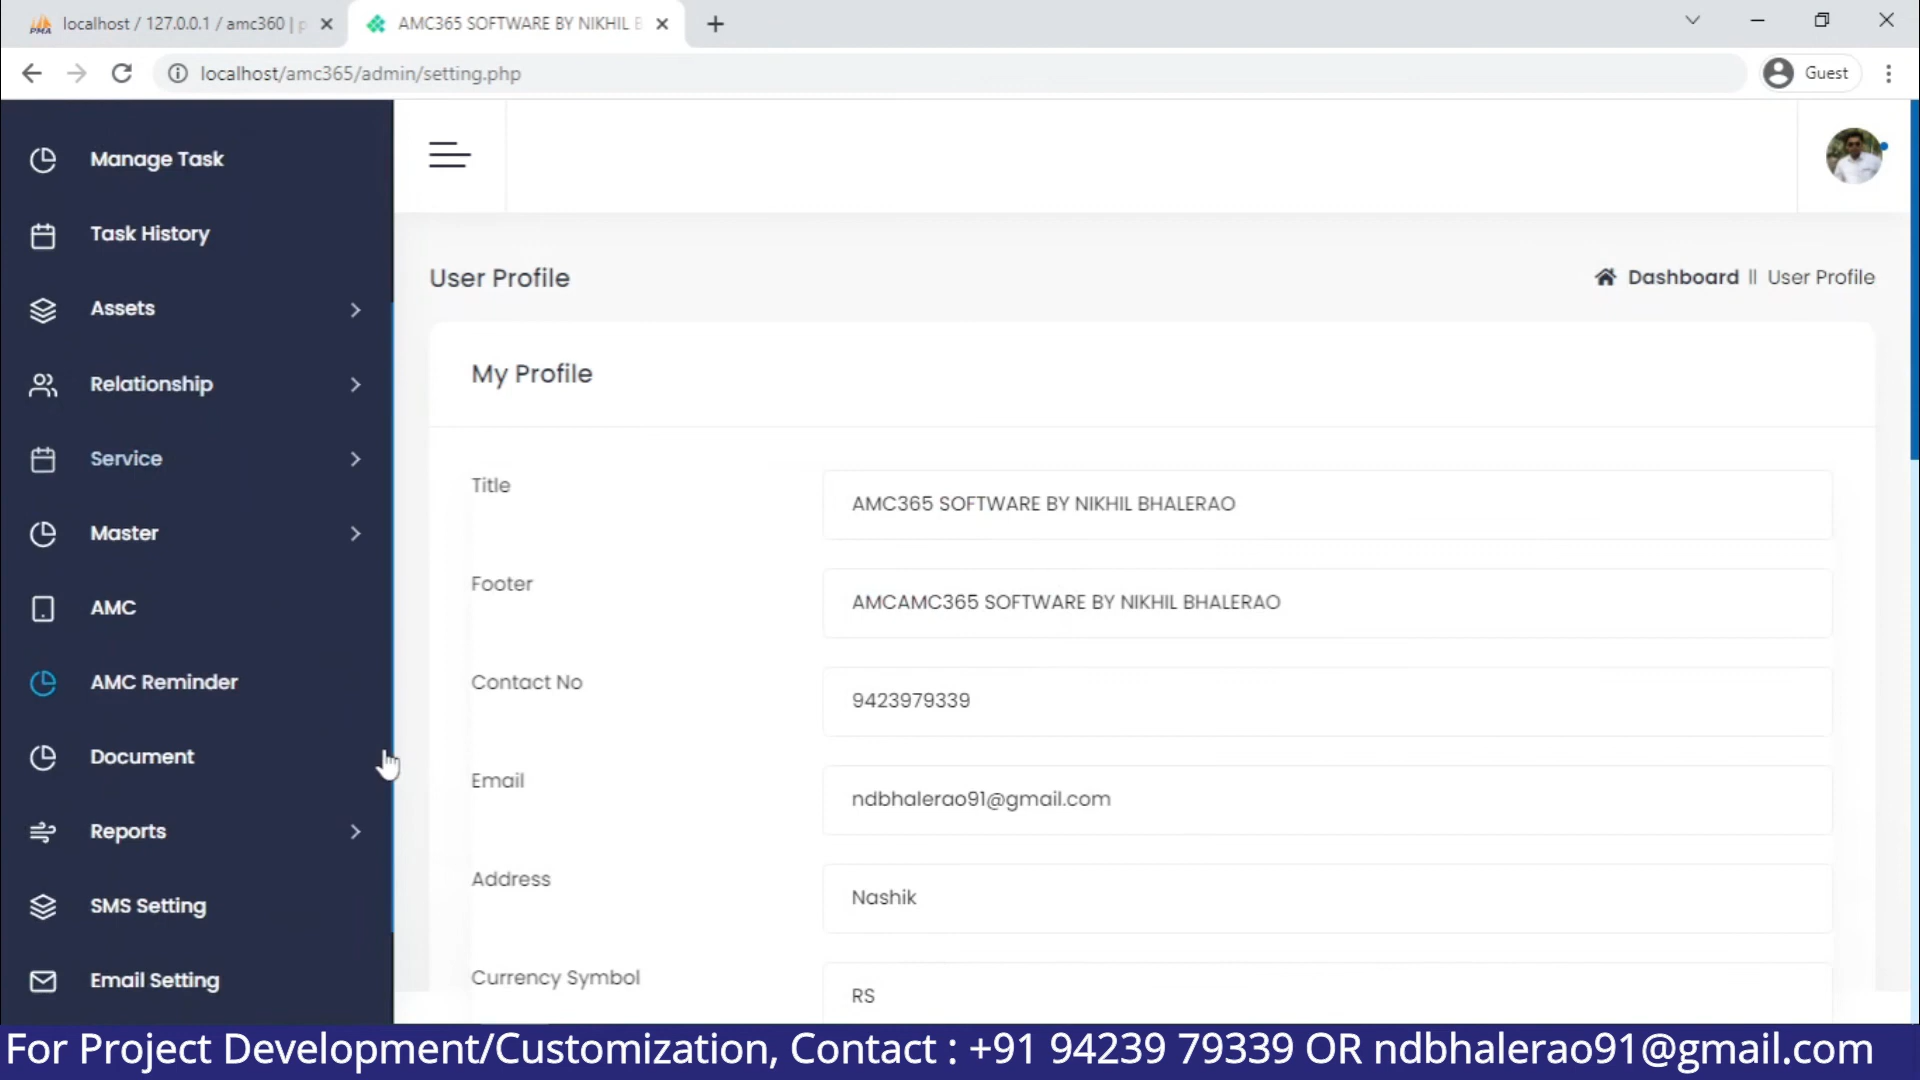 localhost / 127.0.0.1 / amc360 | p
AMC365 SOFTWARE BY NIKHIL B
localhost/amc365/admin/setting.php
Guest
Manage Task
Task History
Assets
Relationship
Service
Master
AMC
AMC Reminder
Document
Reports
SMS Setting
Email Setting
User Profile
Dashboard || User Profile
My Profile
Title
AMC365 SOFTWARE BY NIKHIL BHALERAO
Footer
AMCAMC365 SOFTWARE BY NIKHIL BHALERAO
Contact No
9423979339
Email
ndbhalerao91@gmail.com
Address
Nashik
Currency Symbol
RS
For Project Development/Customization, Contact : +91 94239 79339 OR ndbhalerao91@gmail.com